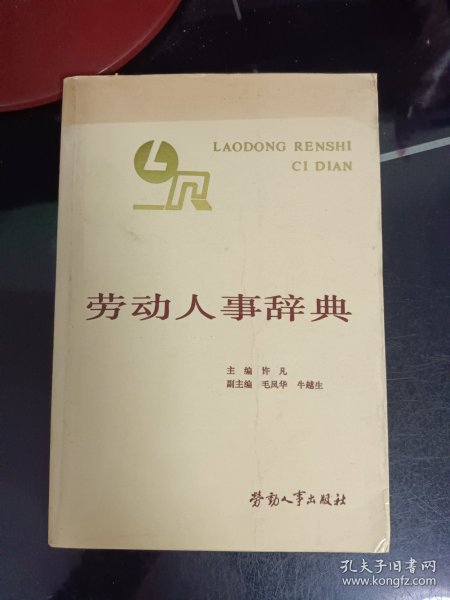 LAODONG RENSHI
CI DIAN
劳动人事辞典
主 编 许 凡
副主编 毛凤华 牛越生
劳动人事出版社
孔夫子旧书网
www.kongfz.com